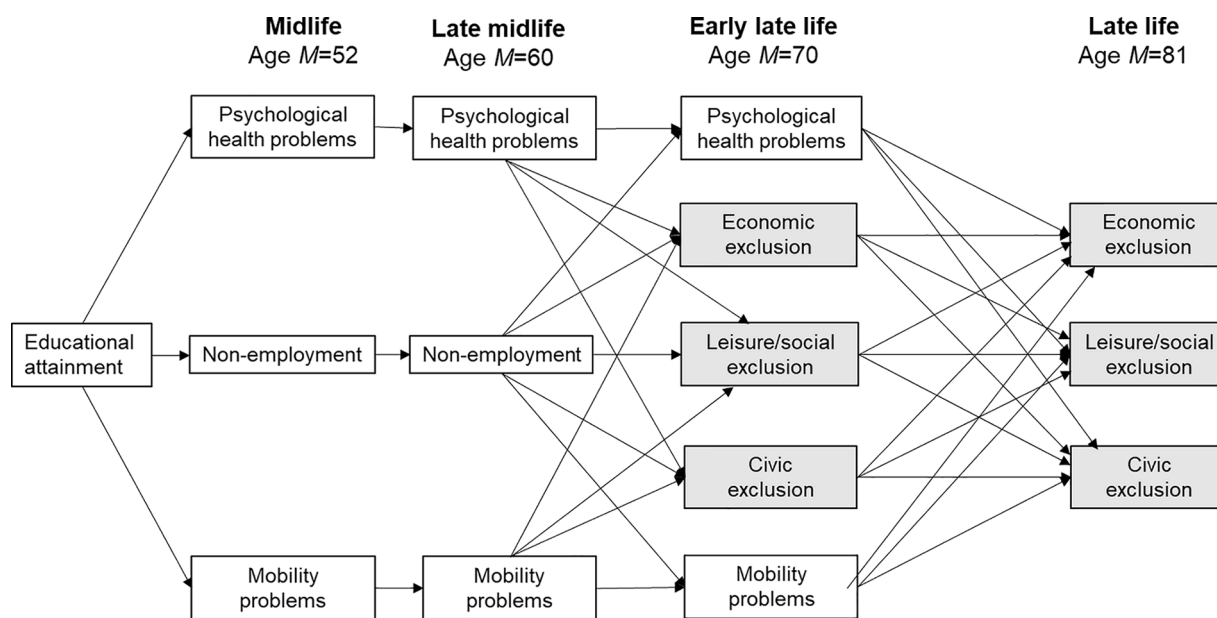 Midlife
Age M=52
Late midlife
Age M=60
Early late life
Age M=70
Late life
Age M=81
Psychological
health problems
Psychological
health problems
Psychological
health problems
Economic
exclusion
Economic
exclusion
Educational
attainment
Non-employment
Non-employment
Leisure/social
exclusion
Leisure/social
exclusion
Civic
exclusion
Civic
exclusion
Mobility
problems
Mobility
problems
Mobility
problems